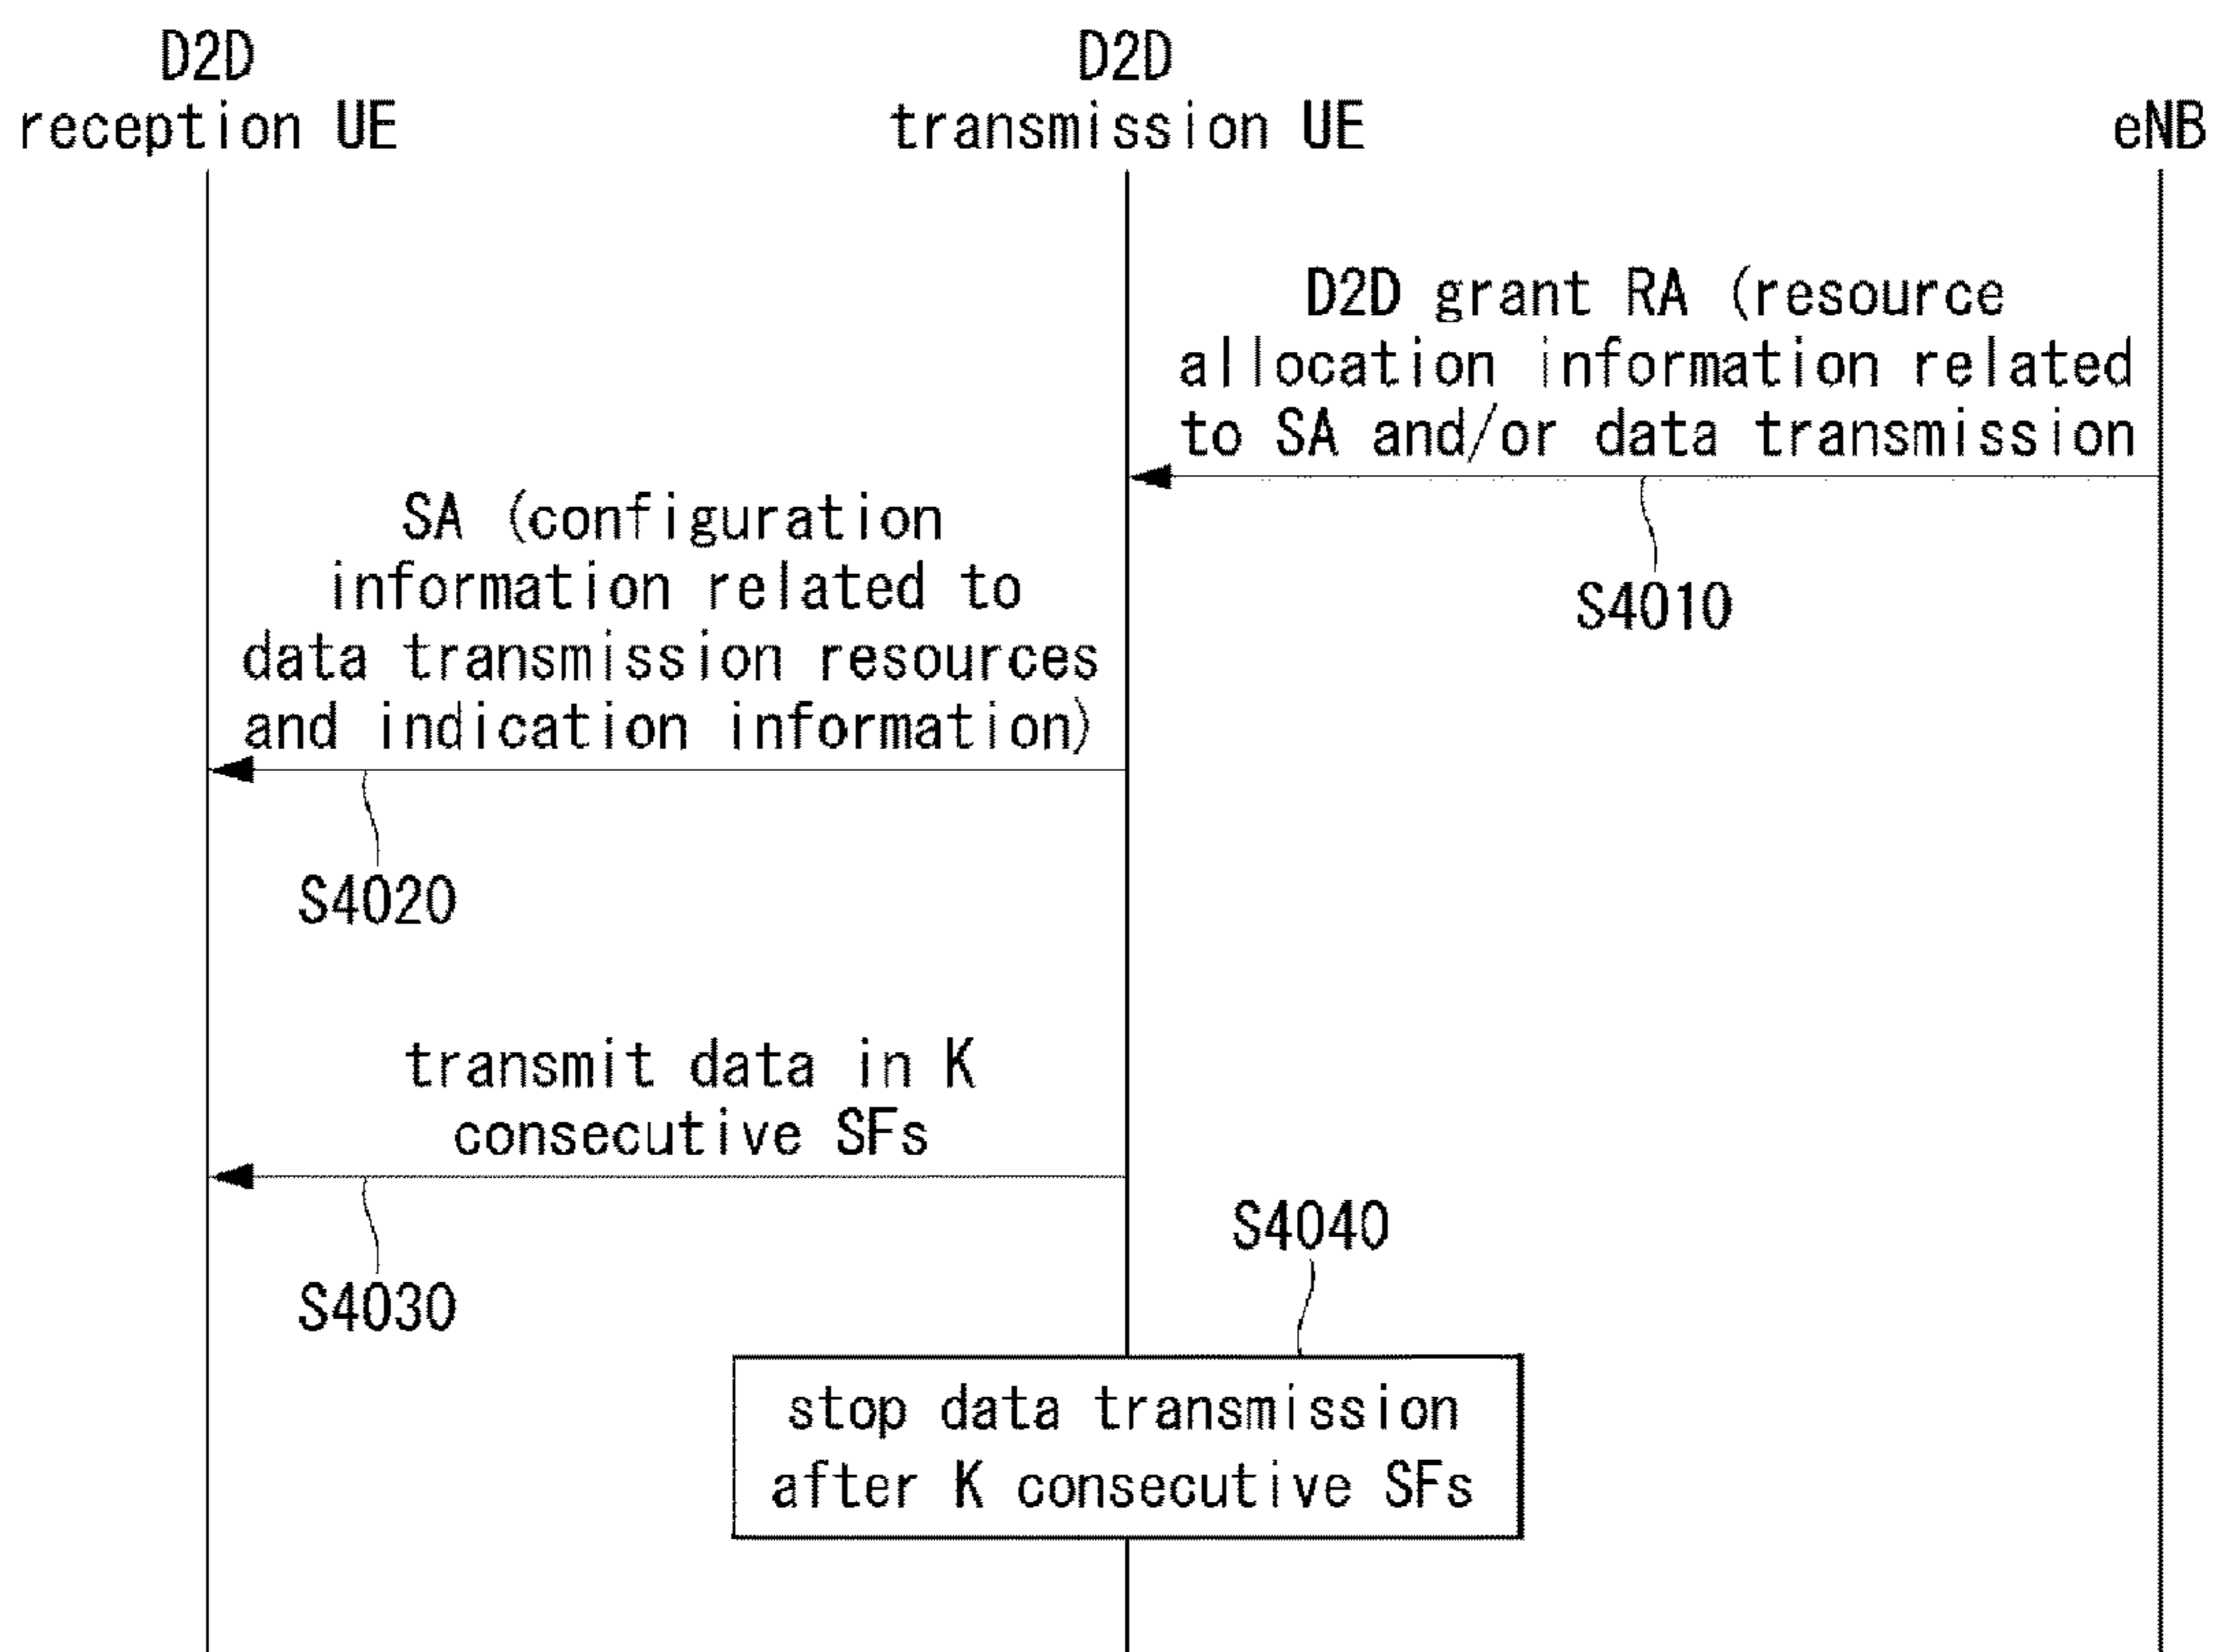 D2D
reception UE
D2D
transmission UE
eNB
D2D grant RA (resource
allocation information related
to SA and/or data transmission
S4010
SA (configuration
information related to
data transmission resources
and indication information)
S4020
transmit data in K
consecutive SFs
S4030
S4040
stop data transmission
after K consecutive SFs